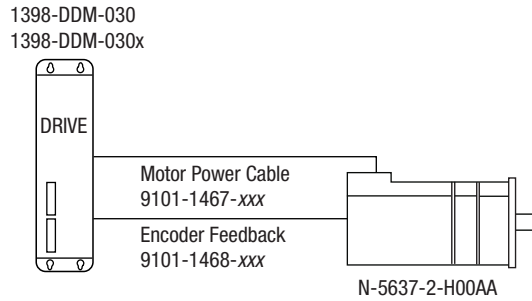 1398-DDM-030
1398-DDM-030x
DRIVE
Motor Power Cable
9101-1467-xxx
Encoder Feedback
9101-1468-xxx
N-5637-2-H00AA